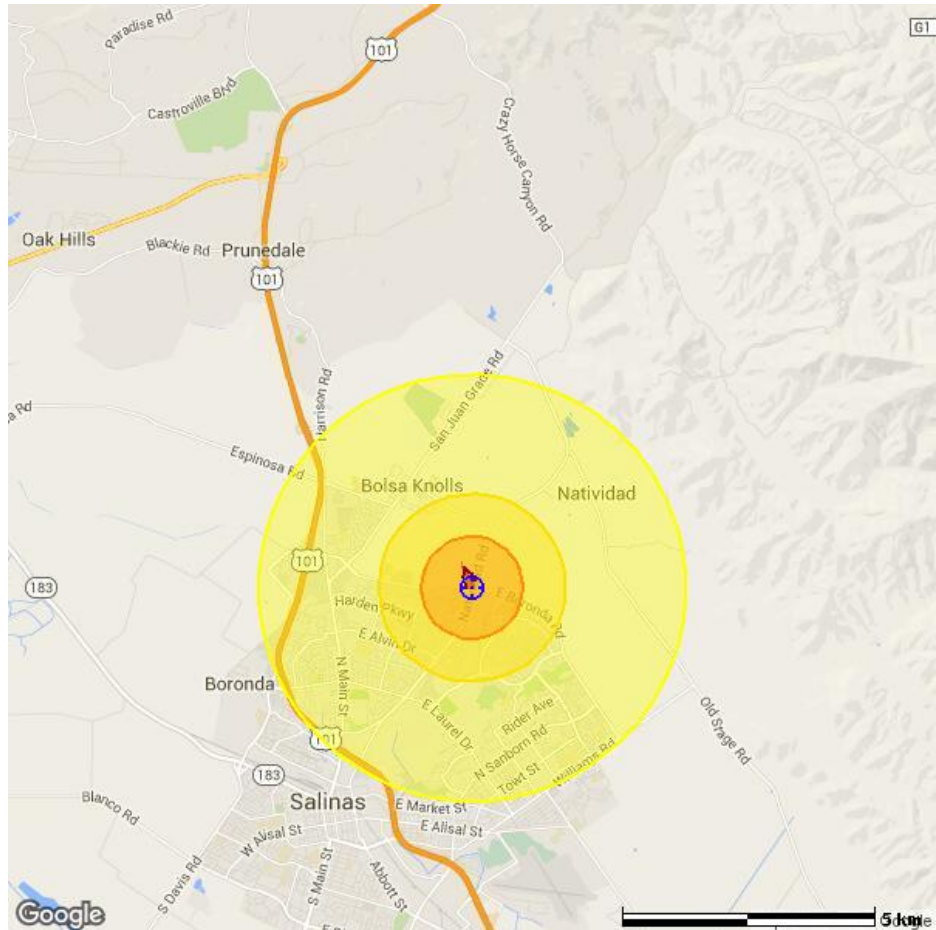 Paradise Rd
101
G1
Castroville Blvd
Crazy Horse Canyon Rd
Oak Hills
Blackie Rd
Prunedale
101
San Juan Grade Rd
Harrison Rd
a Rd
Espinosa Rd
Bolsa Knolls
Natividad
101
183
E Boronda Rd
Harden Pkwy
E Alvin Dr
N Main St
Boronda
E Laurel Dr
Rider Ave
Old Stage Rd
101
N Sanborn Rd
183
Towt St
Williams Rd
Blanco Rd
Salinas
E Market St
E Alisal St
W Alisal St
S Davis Rd
S Main St
Abbott St
Google
5 km
Google